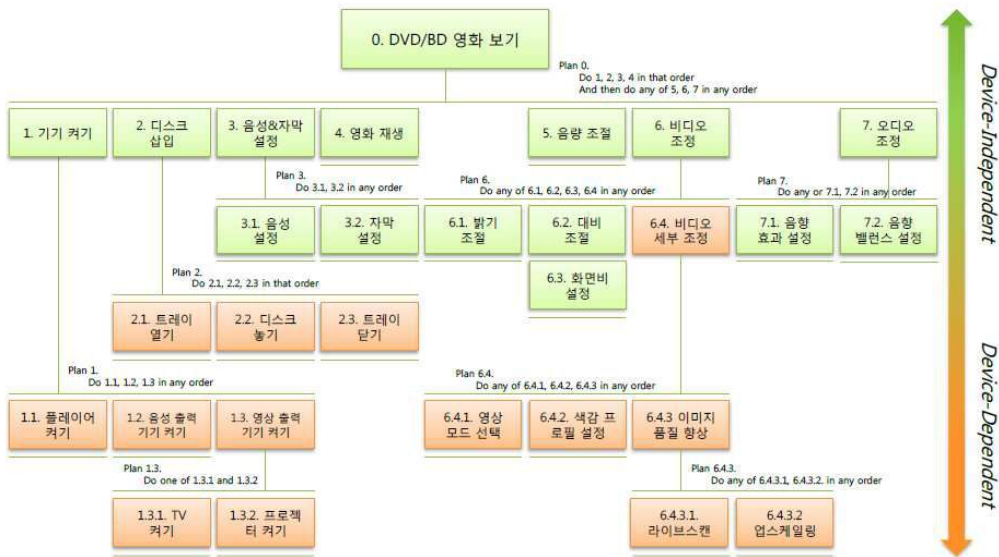 0. DVD/BD 영화 보기
Plan 0.
Do 1, 2, 3, 4 in that order
And then do any of 5, 6, 7 in any order
1. 기기 켜기
2. 디스크
삽입
3. 음성&자막
설정
4. 영화 재생
5. 음량 조절
6. 비디오
조정
7. 오디오
조정
Plan 3.
Do 3.1, 3.2 in any order
Plan 6.
Do any of 6.1, 6.2, 6.3, 6.4 in any order
Plan 7.
Do any or 7.1, 7.2 in any order
3.1. 음성
설정
3.2. 자막
설정
6.1. 밝기
조절
6.2. 대비
조절
6.4. 비디오
세부 조정
7.1. 음향
효과 설정
7.2. 음향
밸런스 설정
6.3. 화면비
설정
Plan 2.
Do 2.1, 2.2, 2.3 in that order
2.1. 트레이
열기
2.2. 디스크
놓기
2.3. 트레이
닫기
Plan 1.
Do 1.1, 1.2, 1.3 in any order
Plan 6.4.
Do any of 6.4.1, 6.4.2, 6.4.3 in any order
1.1. 플레이어
켜기
1.2. 음성 출력
기기 켜기
1.3. 영상 출력
기기 켜기
6.4.1. 영상
모드 선택
6.4.2. 색감 프
로필 설정
6.4.3 이미지
품질 향상
Plan 1.3.
Do one of 1.3.1 and 1.3.2
Plan 6.4.3.
Do any of 6.4.3.1, 6.4.3.2. in any order
1.3.1. TV
켜기
1.3.2. 프로젝
터 켜기
6.4.3.1.
라이브스캔
6.4.3.2
업스케일링
Device-Independent
Device-Dependent